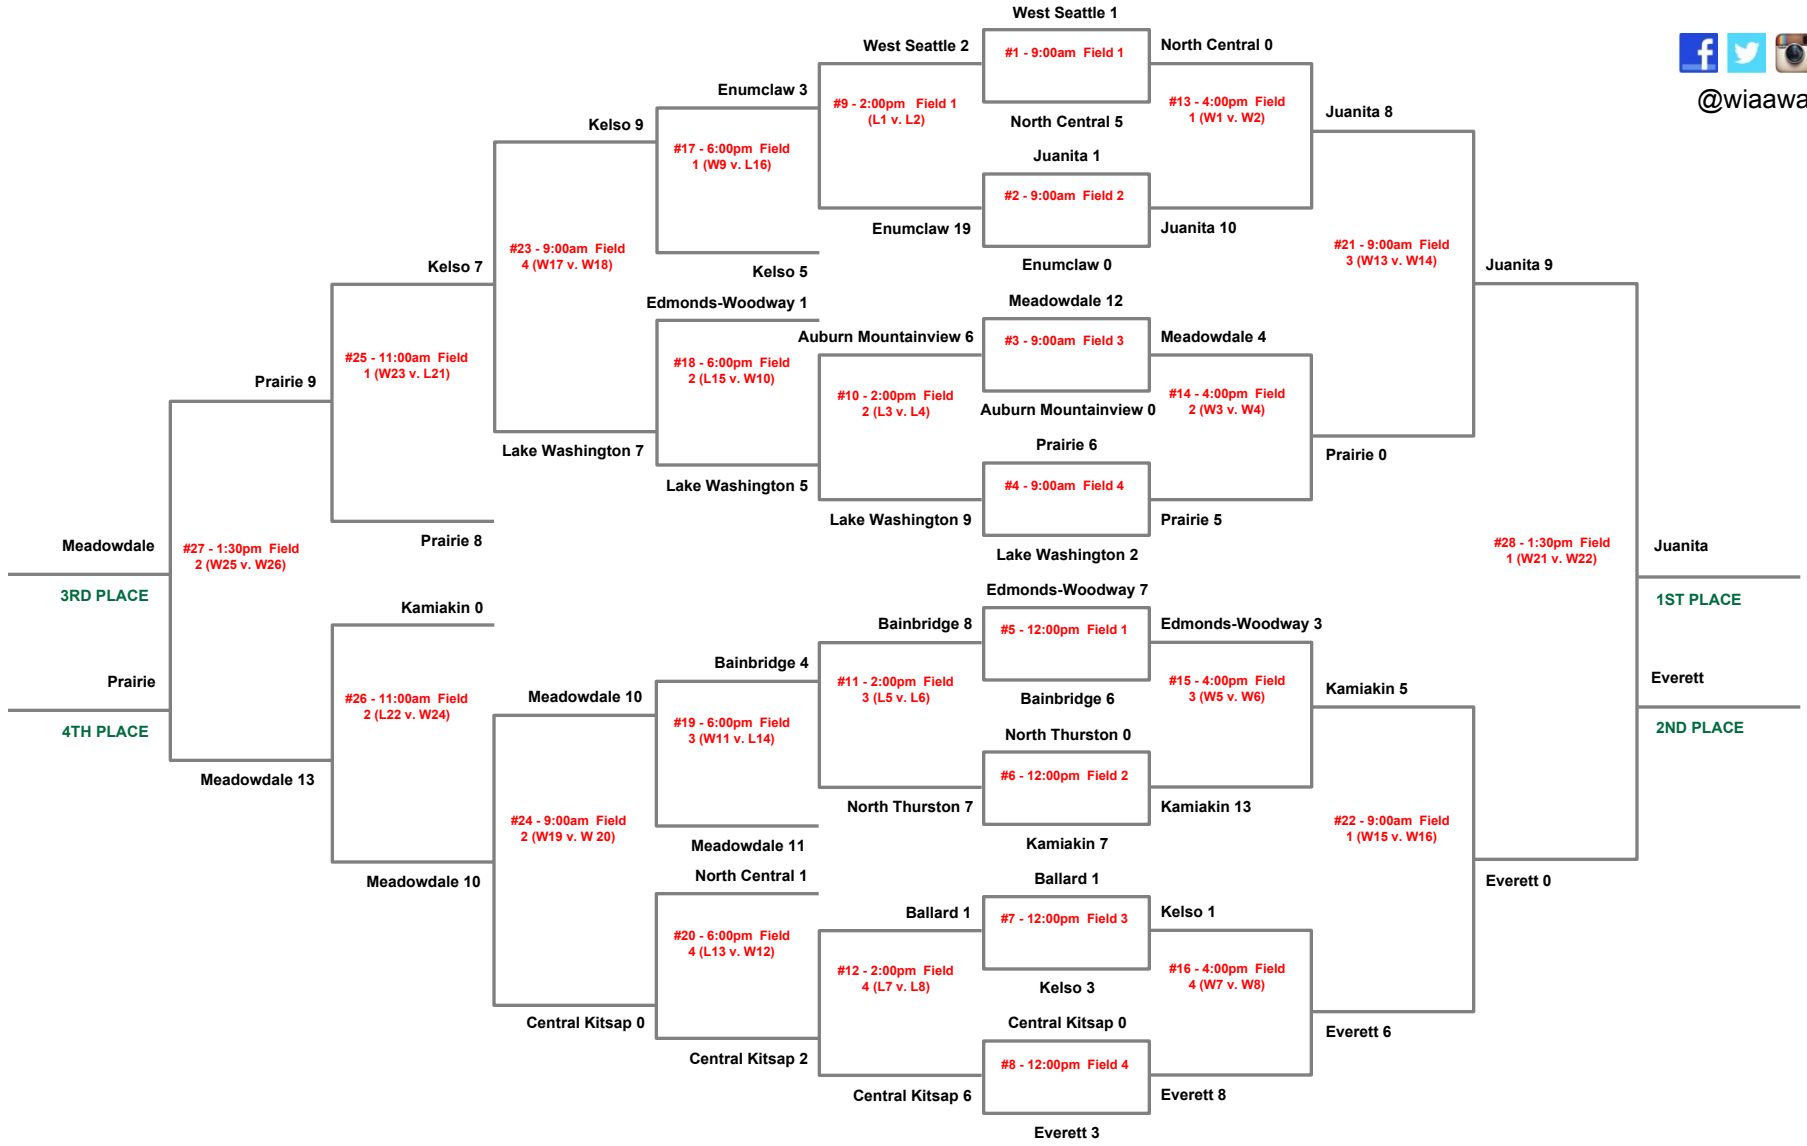 West Seattle 1
West Seattle 2
#1 - 9:00am Field 1
North Central 0
@wiaawa
Enumclaw 3
#9 - 2:00pm Field 1
(L1 v. L2)
#13 - 4:00pm Field
1 (W1 v. W2)
Juanita 8
Kelso 9
North Central 5
#17 - 6:00pm Field
1 (W9 v. L16)
Juanita 1
#2 - 9:00am Field 2
Enumclaw 19
Juanita 10
#23 - 9:00am Field
4 (W17 v. W18)
#21 - 9:00am Field
3 (W13 v. W14)
Kelso 7
Kelso 5
Enumclaw 0
Juanita 9
Edmonds-Woodway 1
Meadowdale 12
Auburn Mountainview 6
#3 - 9:00am Field 3
Meadowdale 4
#25 - 11:00am Field
1 (W23 v. L21)
#18 - 6:00pm Field
2 (L15 v. W10)
Prairie 9
#10 - 2:00pm Field
2 (L3 v. L4)
#14 - 4:00pm Field
2 (W3 v. W4)
Auburn Mountainview 0
Prairie 6
Lake Washington 7
Prairie 0
Lake Washington 5
#4 - 9:00am Field 4
Lake Washington 9
Prairie 5
Meadowdale
#27 - 1:30pm Field
2 (W25 v. W26)
Prairie 8
Lake Washington 2
#28 - 1:30pm Field
1 (W21 v. W22)
Juanita
3RD PLACE
1ST PLACE
Kamiakin 0
Edmonds-Woodway 7
Bainbridge 8
#5 - 12:00pm Field 1
Edmonds-Woodway 3
Bainbridge 4
Prairie
#26 - 11:00am Field
2 (L22 v. W24)
Meadowdale 10
#11 - 2:00pm Field
3 (L5 v. L6)
Bainbridge 6
#15 - 4:00pm Field
3 (W5 v. W6)
Kamiakin 5
Everett
4TH PLACE
#19 - 6:00pm Field
3 (W11 v. L14)
North Thurston 0
2ND PLACE
Meadowdale 13
#6 - 12:00pm Field 2
North Thurston 7
Kamiakin 13
#24 - 9:00am Field
2 (W19 v. W 20)
#22 - 9:00am Field
1 (W15 v. W16)
Meadowdale 11
Kamiakin 7
Meadowdale 10
North Central 1
Ballard 1
Everett 0
Ballard 1
#7 - 12:00pm Field 3
Kelso 1
#20 - 6:00pm Field
4 (L13 v. W12)
#12 - 2:00pm Field
4 (L7 v. L8)
#16 - 4:00pm Field
4 (W7 v. W8)
Kelso 3
Central Kitsap 0
Central Kitsap 0
Everett 6
Central Kitsap 2
#8 - 12:00pm Field 4
Central Kitsap 6
Everett 8
Everett 3